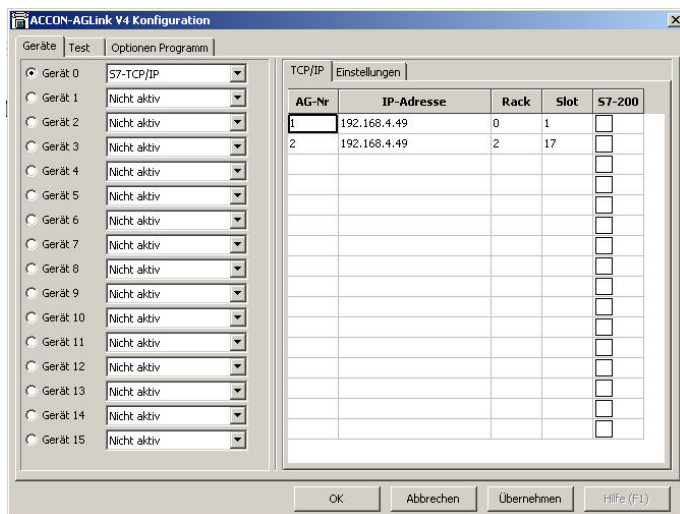 ACCON-AGLink V4 Konfiguration
Geräte Test Optionen Programm
Gerät 0 S7-TCP/IP
Gerät 1 Nicht aktiv
Gerät 2 Nicht aktiv
Gerät 3 Nicht aktiv
Gerät 4 Nicht aktiv
Gerät 5 Nicht aktiv
Gerät 6 Nicht aktiv
Gerät 7 Nicht aktiv
Gerät 8 Nicht aktiv
Gerät 9 Nicht aktiv
Gerät 10 Nicht aktiv
Gerät 11 Nicht aktiv
Gerät 12 Nicht aktiv
Gerät 13 Nicht aktiv
Gerät 14 Nicht aktiv
Gerät 15 Nicht aktiv
TCP/IP Einstellungen
AG-Nr IP-Adresse Rack Slot S7-200
1 192.168.4.49 0 1
2 192.168.4.49 2 17
OK Abbrechen Übernehmen Hilfe (F1)